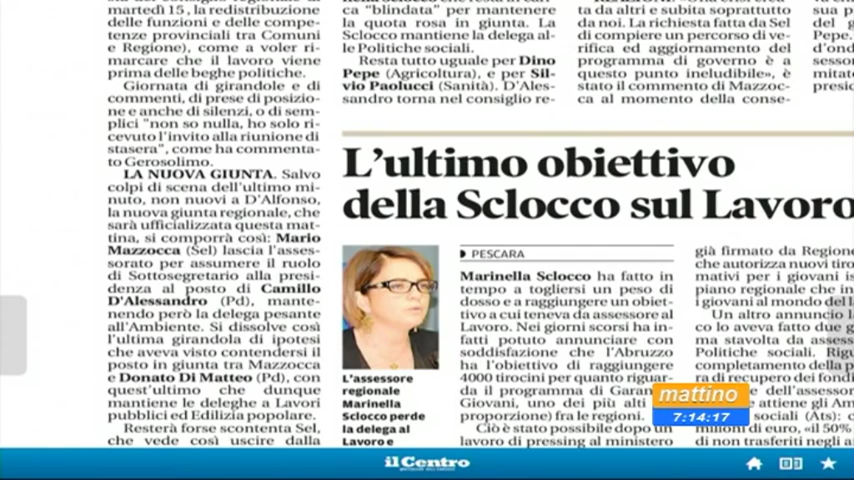 martedì 15, la redistribuzione
delle funzioni e delle compe-
tenze provinciali tra Comuni
e Regione), come a voler ri-
marcare che il lavoro viene
prima delle beghe politiche.
Giornata di girandole e di
commenti, di prese di posizio-
ne e anche di silenzi, o di sem-
plici "non so nulla, ho solo ri-
cevuto l'invito alla riunione di
stasera", come ha commenta-
to Gerosolimo.
LA NUOVA GIUNTA. Salvo
colpi di scena dell'ultimo mi-
nuto, non nuovi a D'Alfonso,
la nuova giunta regionale, che
sarà ufficializzata questa mat-
tina, si comporrà così: Mario
Mazzocca (Sel) lascia l'asses-
sorato per assumere il ruolo
di Sottosegretario alla presi-
denza al posto di Camillo
D'Alessandro (Pd), mante-
nendo però la delega pesante
all'Ambiente. Si dissolve così
l'ultima girandola di ipotesi
che aveva visto contendersi il
posto in giunta tra Mazzocca
e Donato Di Matteo (Pd), con
quest'ultimo che dunque
mantiene le deleghe a Lavori
pubblici ed Edilizia popolare.
Resterà forse scontenta Sel,
che vede così uscire dalla
ca "blindata" per mantenere
la quota rosa in giunta. La
Sclocco mantiene la delega al-
le Politiche sociali.
Resta tutto uguale per Dino
Pepe (Agricoltura), e per Sil-
vio Paolucci (Sanità). D'Ales-
sandro torna nel consiglio re-
ta da altri e subita soprattutto
da noi. La richiesta fatta da Sel
di compiere un percorso di ve-
rifica ed aggiornamento del
programma di governo è a
questo punto ineludibile», è
stato il commento di Mazzoc-
ca al momento della conse-
sua p
del g
Pepe.
d'ond
sessor
mitato
presid
L'ultimo obiettivo
della Sclocco sul Lavoro
L'assessore
regionale
Marinella
Sclocco perde
la delega al
Lavoro e
PESCARA
Marinella Sclocco ha fatto in
tempo a togliersi un peso di
dosso e a raggiungere un obiet-
tivo a cui teneva da assessore al
Lavoro. Nei giorni scorsi ha in-
fatti potuto annunciare con
soddisfazione che l'Abruzzo
ha l'obiettivo di raggiungere
4000 tirocini per quanto riguar-
da il programma di Garan
Giovani, uno dei più alti
proporzione) fra le regioni.
Ciò è stato possibile dopo un
lavoro di pressing al ministero
già firmato da Regione
che autorizza nuovi tiro
mativi per i giovani is
piano regionale che in
i giovani al mondo del l
Un altro annuncio la
co lo aveva fatto due g
ma stavolta da assess
Politiche sociali. Rigua
completamento della p
ra di recupero dei fondi
dell'assessor
e attiene gli Am
sociali (Ats): c
milioni di euro, «il 50%
di non trasferiti negli a
mattino
7:14:17
il Centro